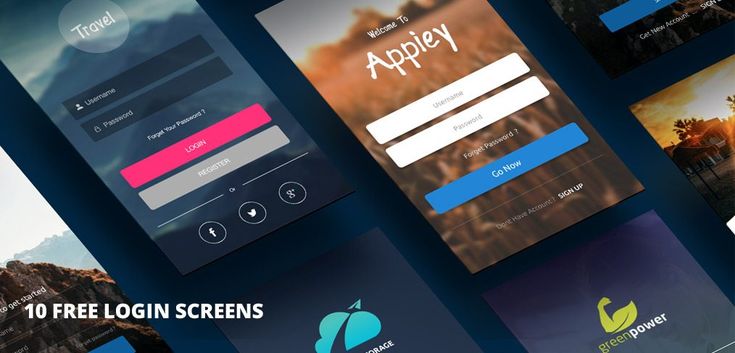 Travel
Username
Password
Forget Your Password ?
LOGIN
REGISTER
Or
Welcome To
Appiey
Username
Password
Forget Password ?
Go Now
Dont Have Account? SIGN UP
Get New Account
SIGN
to get started
10 FREE LOGIN SCREENS
ORAGE
greenpower